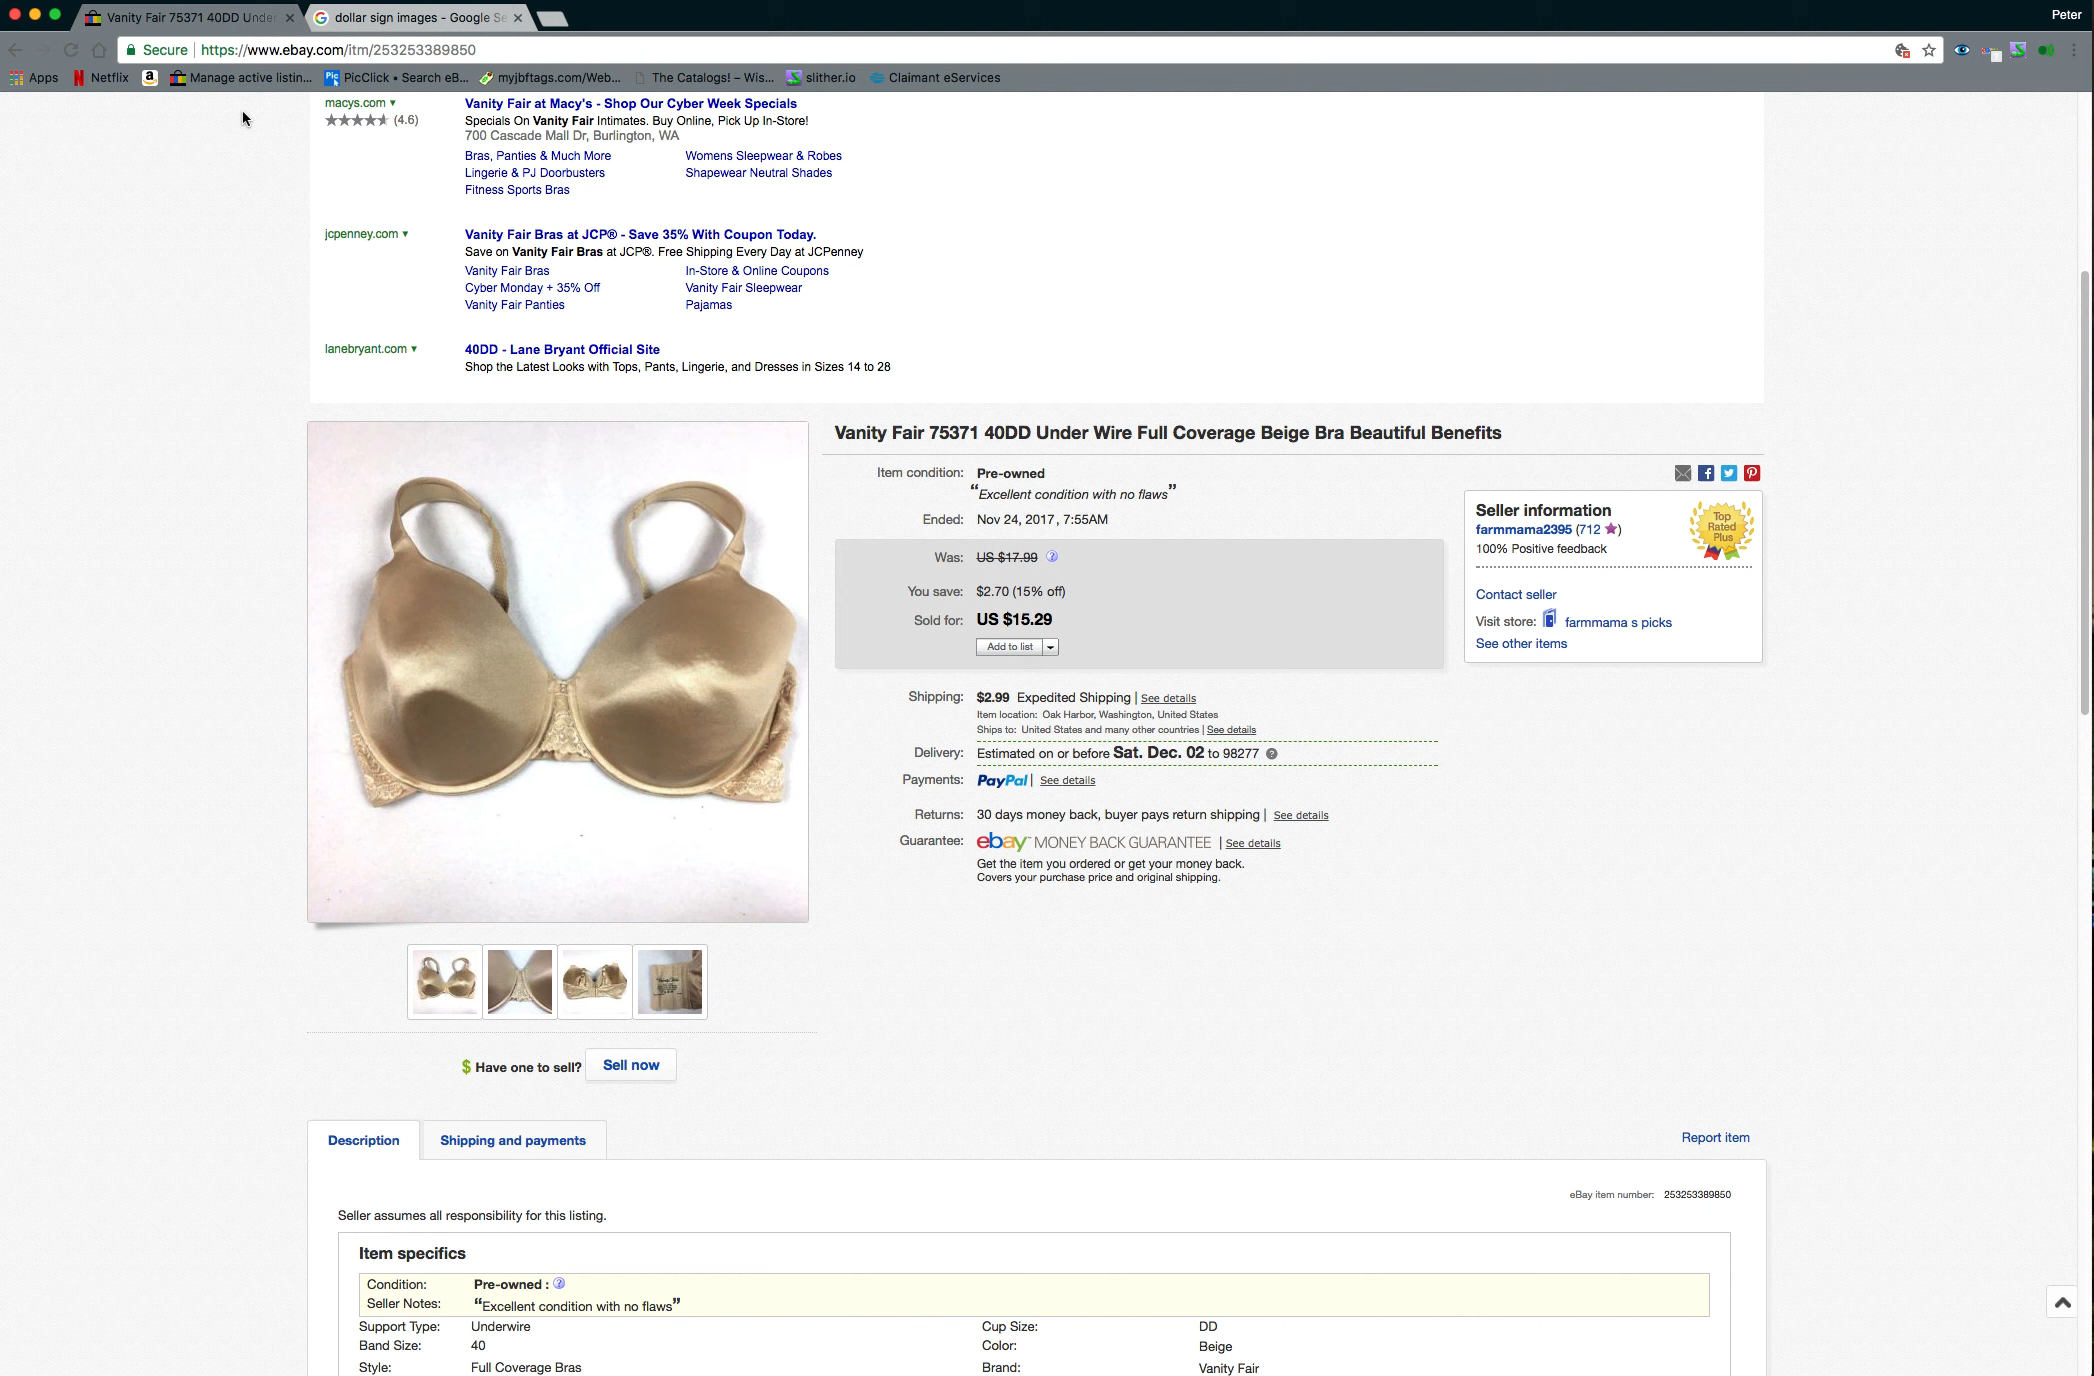 Vanity Fair 75371 40DD Unde
dollar sign images - Google Se
Peter
Secure
https://www.ebay.com/itm/253253389850
Apps
Netflix
Manage active listin...
PicClick • Search eB...
myjbftags.com/Web...
The Catalogs! – Wis...
slither.io
Claimant eServices
macys.com ▾
(4.6)
Vanity Fair at Macy's - Shop Our Cyber Week Specials
Specials On Vanity Fair Intimates. Buy Online, Pick Up In-Store!
700 Cascade Mall Dr, Burlington, WA
Bras, Panties & Much More
Womens Sleepwear & Robes
Lingerie & PJ Doorbusters
Shapewear Neutral Shades
Fitness Sports Bras
jcpenney.com ▾
Vanity Fair Bras at JCP® - Save 35% With Coupon Today.
Save on Vanity Fair Bras at JCP®. Free Shipping Every Day at JCPenney
Vanity Fair Bras
In-Store & Online Coupons
Cyber Monday + 35% Off
Vanity Fair Sleepwear
Vanity Fair Panties
Pajamas
lanebryant.com ▾
40DD - Lane Bryant Official Site
Shop the Latest Looks with Tops, Pants, Lingerie, and Dresses in Sizes 14 to 28
Vanity Fair 75371 40DD Under Wire Full Coverage Beige Bra Beautiful Benefits
Item condition: Pre-owned
“Excellent condition with no flaws”
Ended: Nov 24, 2017 , 7:55AM
Was: US $17.99
You save: $2.70 (15% off)
Sold for: US $15.29
Add to list
Shipping: $2.99 Expedited Shipping | See details
Item location: Oak Harbor, Washington, United States
Ships to: United States and many other countries | See details
Delivery: Estimated on or before Sat. Dec. 02 to 98277
Payments: PayPal | See details
Returns: 30 days money back, buyer pays return shipping | See details
Guarantee: ebay™ MONEY BACK GUARANTEE | See details
Get the item you ordered or get your money back.
Covers your purchase price and original shipping.
Seller information
farmmama2395 (712 ★)
100% Positive feedback
Top
Rated
Plus
Contact seller
Visit store: farmmama s picks
See other items
$ Have one to sell? Sell now
Description
Shipping and payments
Report item
eBay item number: 253253389850
Seller assumes all responsibility for this listing.
Item specifics
Condition: Pre-owned :
Seller Notes: “Excellent condition with no flaws”
Support Type: Underwire
Cup Size: DD
Band Size: 40
Color: Beige
Style: Full Coverage Bras
Brand: Vanity Fair